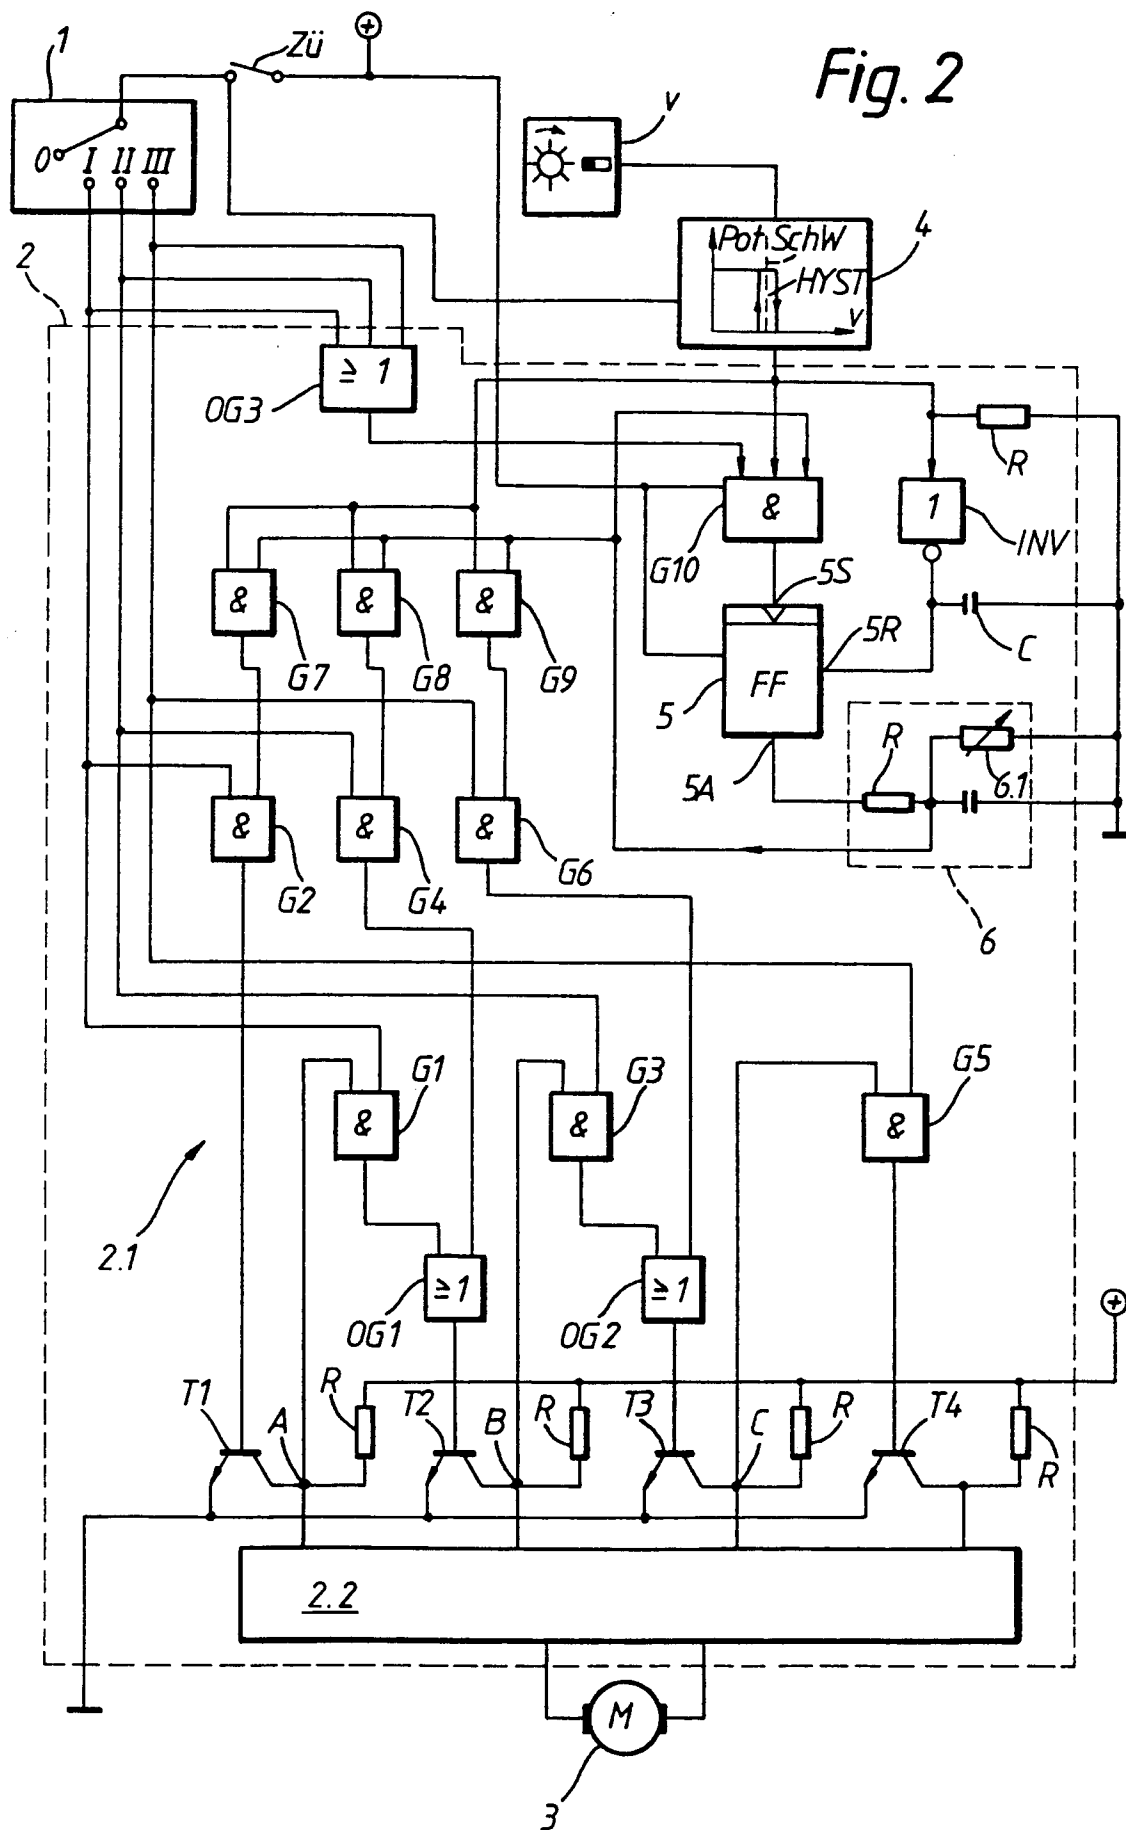 Fig. 2
1
Zü
+
v
0
I II III
Pot.
SchW
HYST
v
4
2
≥ 1
OG3
R
&
G10
1
INV
5S
& & &
G7 G8 G9
5R
C
5
FF
5A
R
6.1
& & &
G2 G4 G6
6
G1
G3
G5
&
&
&
2.1
≥1
≥1
OG1
OG2
+
T1
A
R
T2
B
R
T3
C
R
T4
R
2.2
M
3